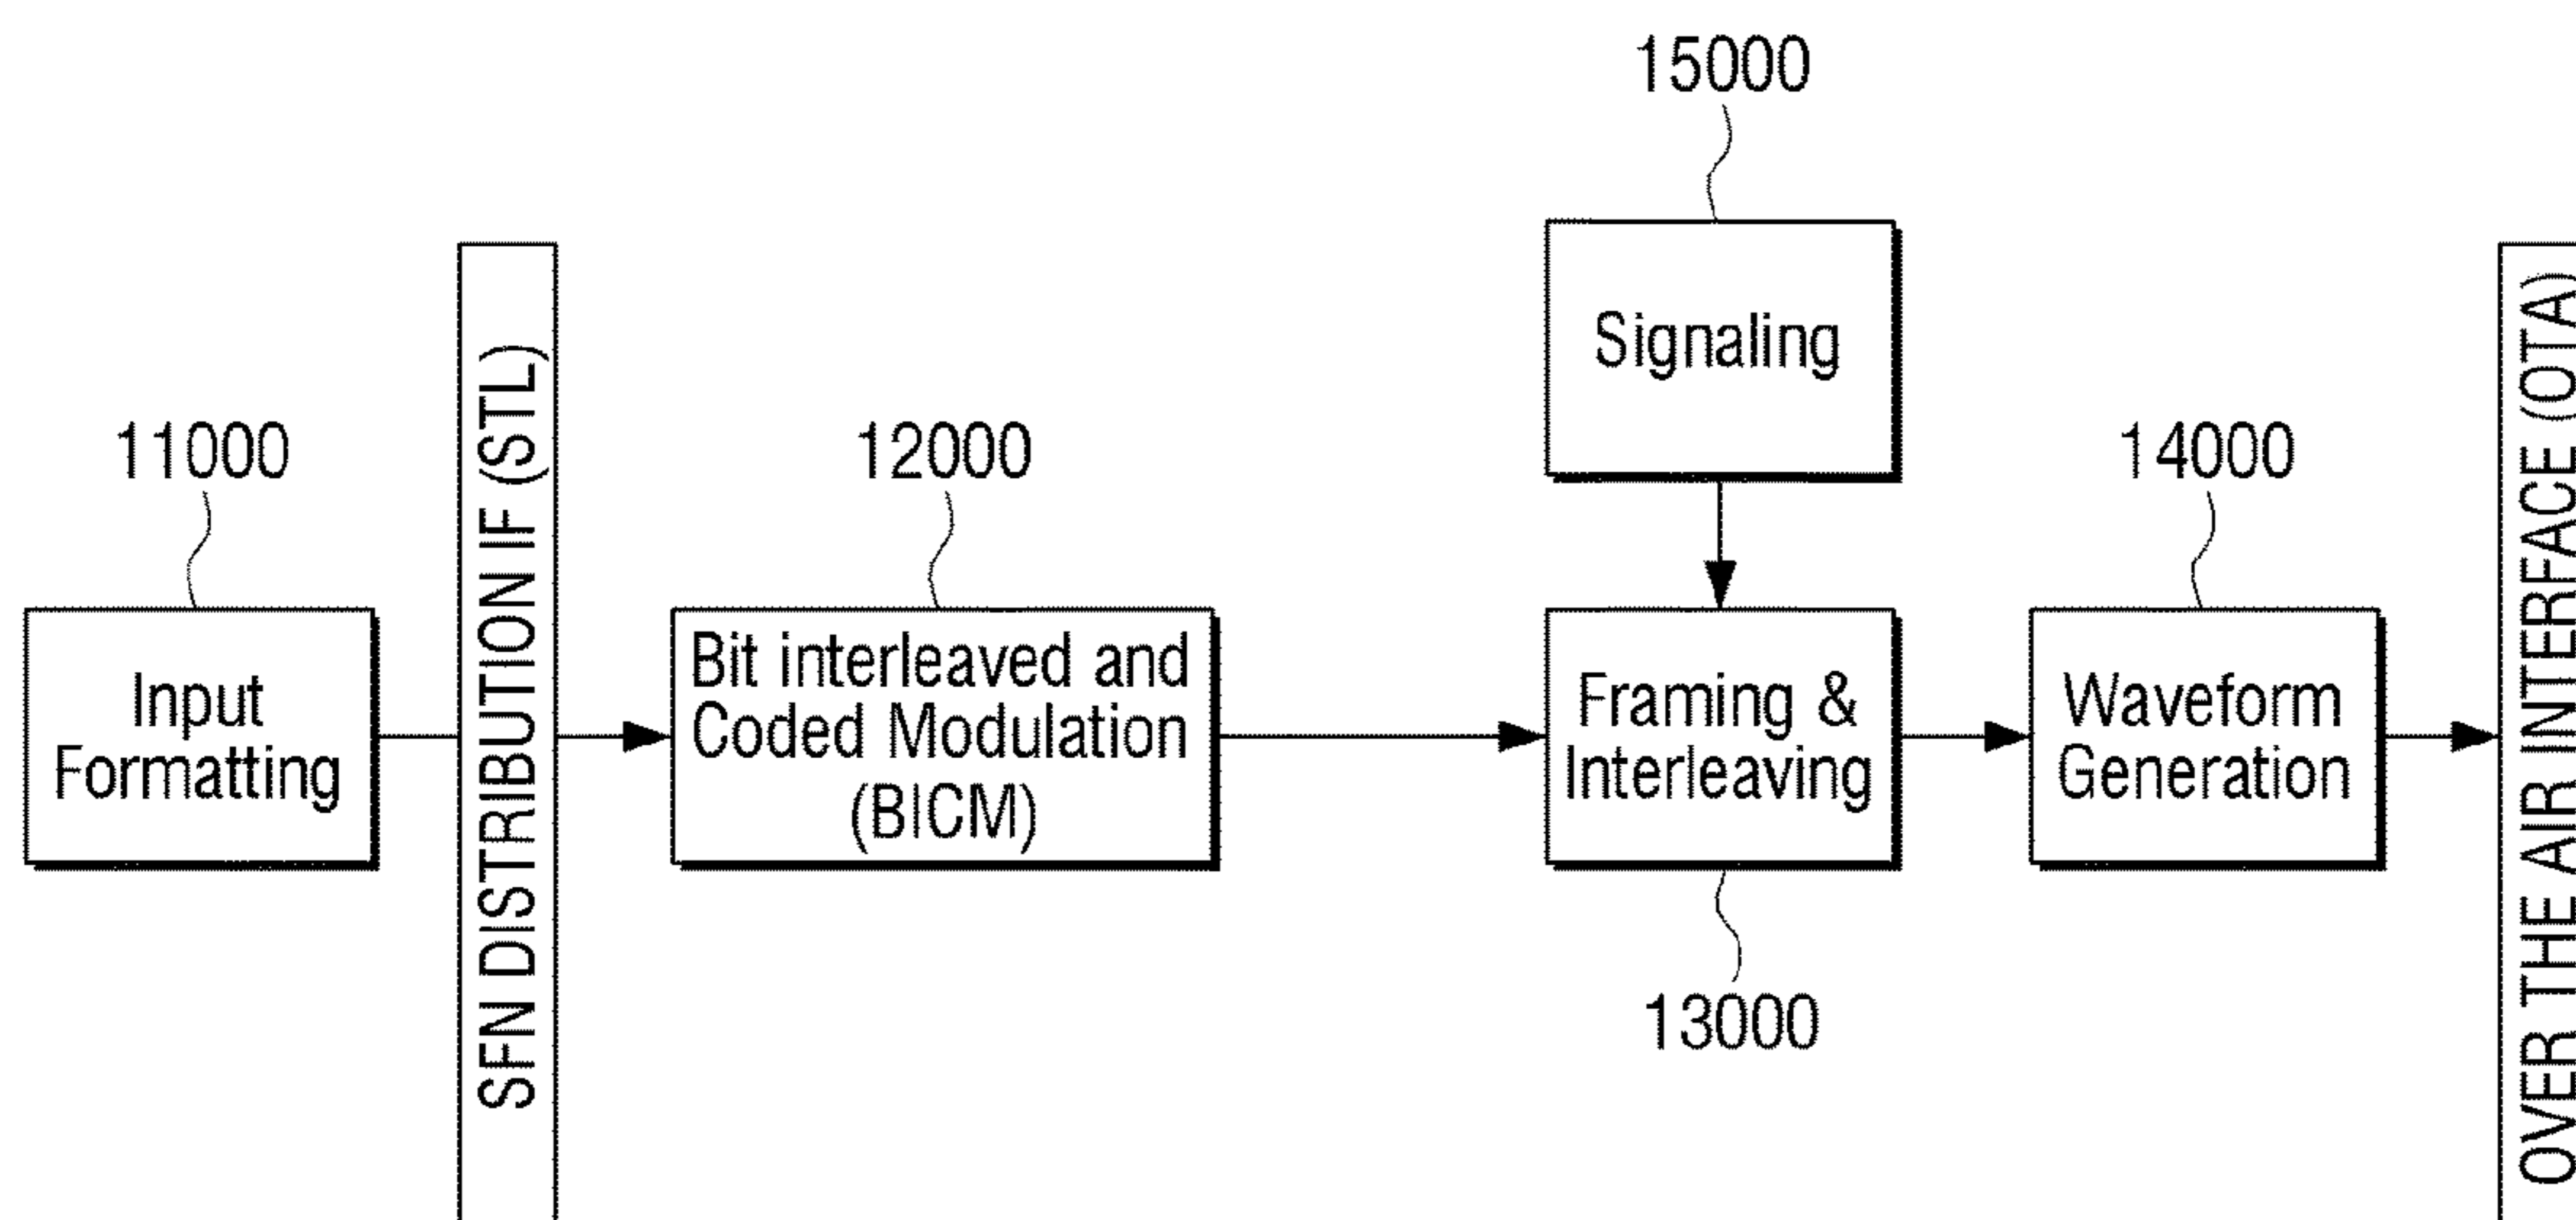 15000
Signaling
11000
12000
14000
Input
Formatting
SFN DISTRIBUTION IF (STL)
Bit interleaved and
Coded Modulation
(BICM)
Framing &
Interleaving
Waveform
Generation
OVER THE AIR INTERFACE (OTA)
13000